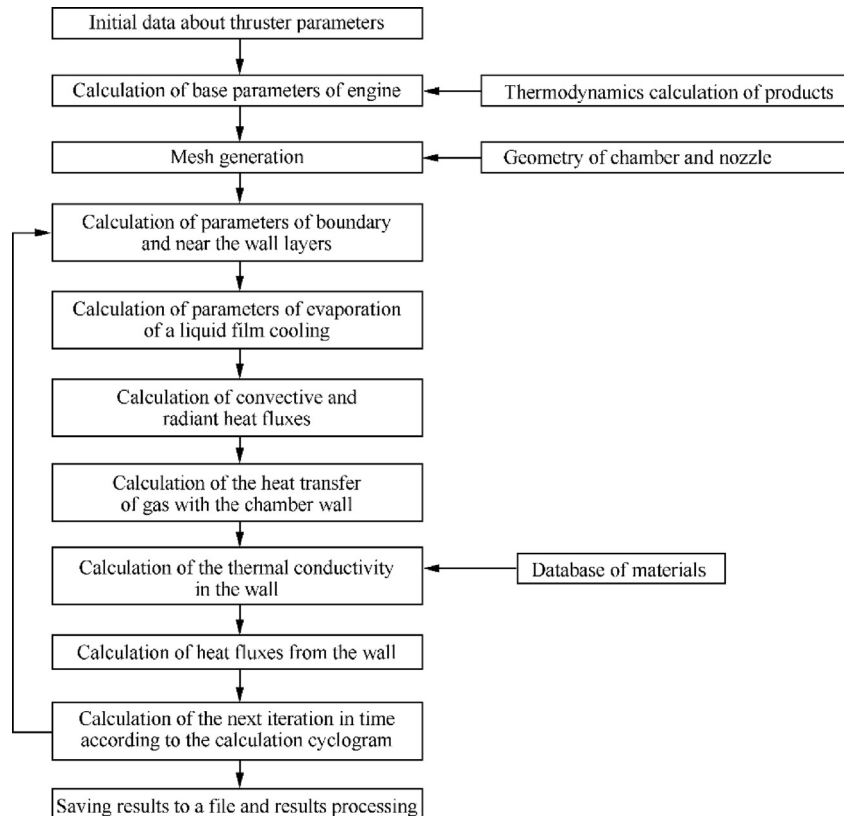 Initial data about thruster parameters
Calculation of base parameters of engine
Thermodynamics calculation of products
Mesh generation
Geometry of chamber and nozzle
Calculation of parameters of boundary
and near the wall layers
Calculation of parameters of evaporation
of a liquid film cooling
Calculation of convective and
radiant heat fluxes
Calculation of the heat transfer
of gas with the chamber wall
Calculation of the thermal conductivity
in the wall
Database of materials
Calculation of heat fluxes from the wall
Calculation of the next iteration in time
according to the calculation cyclogram
Saving results to a file and results processing